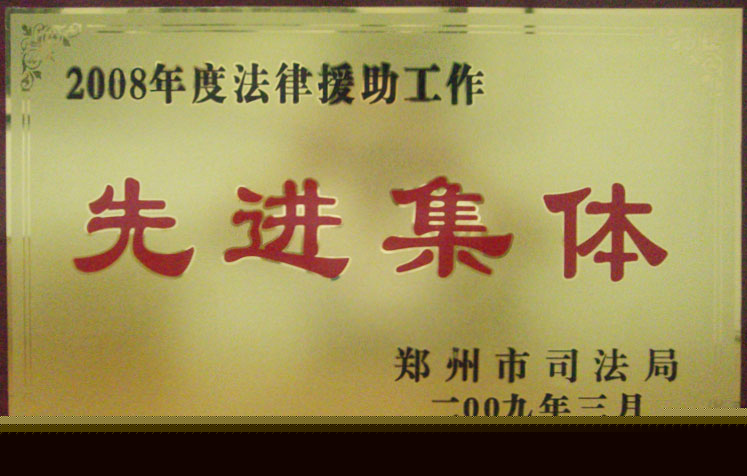 2008年度法律援助工作
先进集体
郑州市司法局
二00九年三月